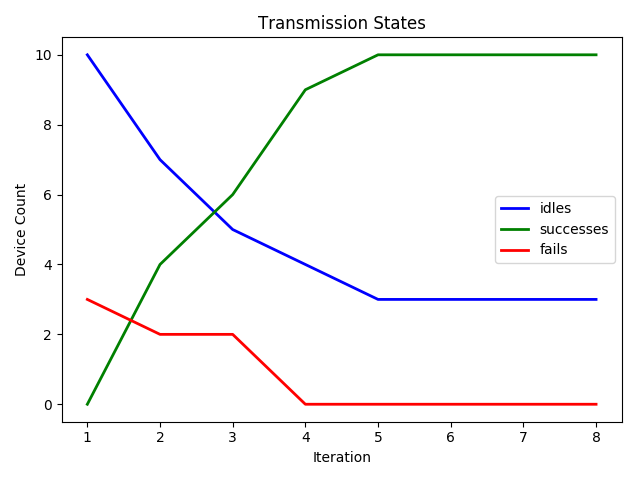 Transmission States
Device Count
10
8
6
4
2
0
idles
successes
fails
1 2 3 4 5 6 7 8
Iteration